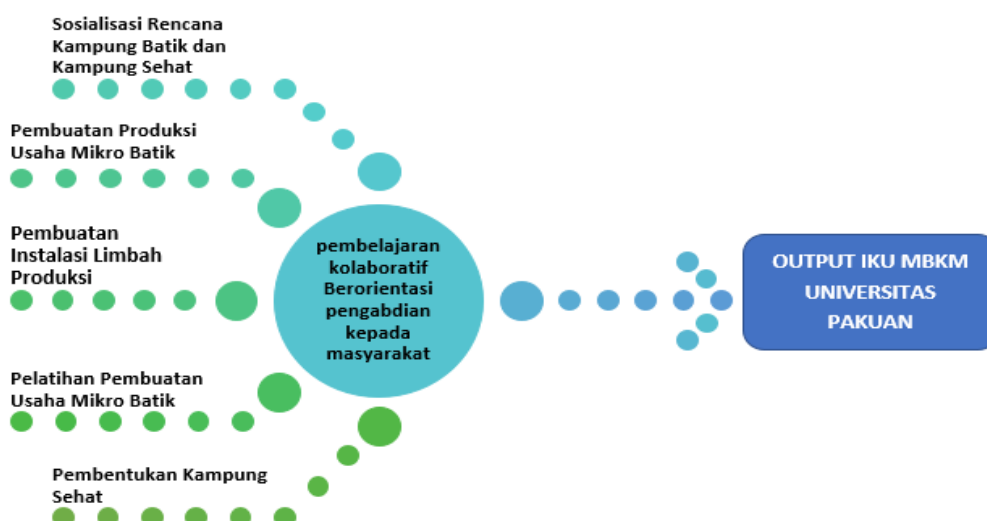 Sosialisasi Rencana
Kampung Batik dan
Kampung Sehat
Pembuatan Produksi
Usaha Mikro Batik
Pembuatan
Instalasi Limbah
Produksi
Pelatihan Pembuatan
Usaha Mikro Batik
Pembentukan Kampung
Sehat
pembelajaran
kolaboratif
Berorientasi
pengabdian
kepada
masyarakat
OUTPUT IKU MBKM
UNIVERSITAS
PAKUAN